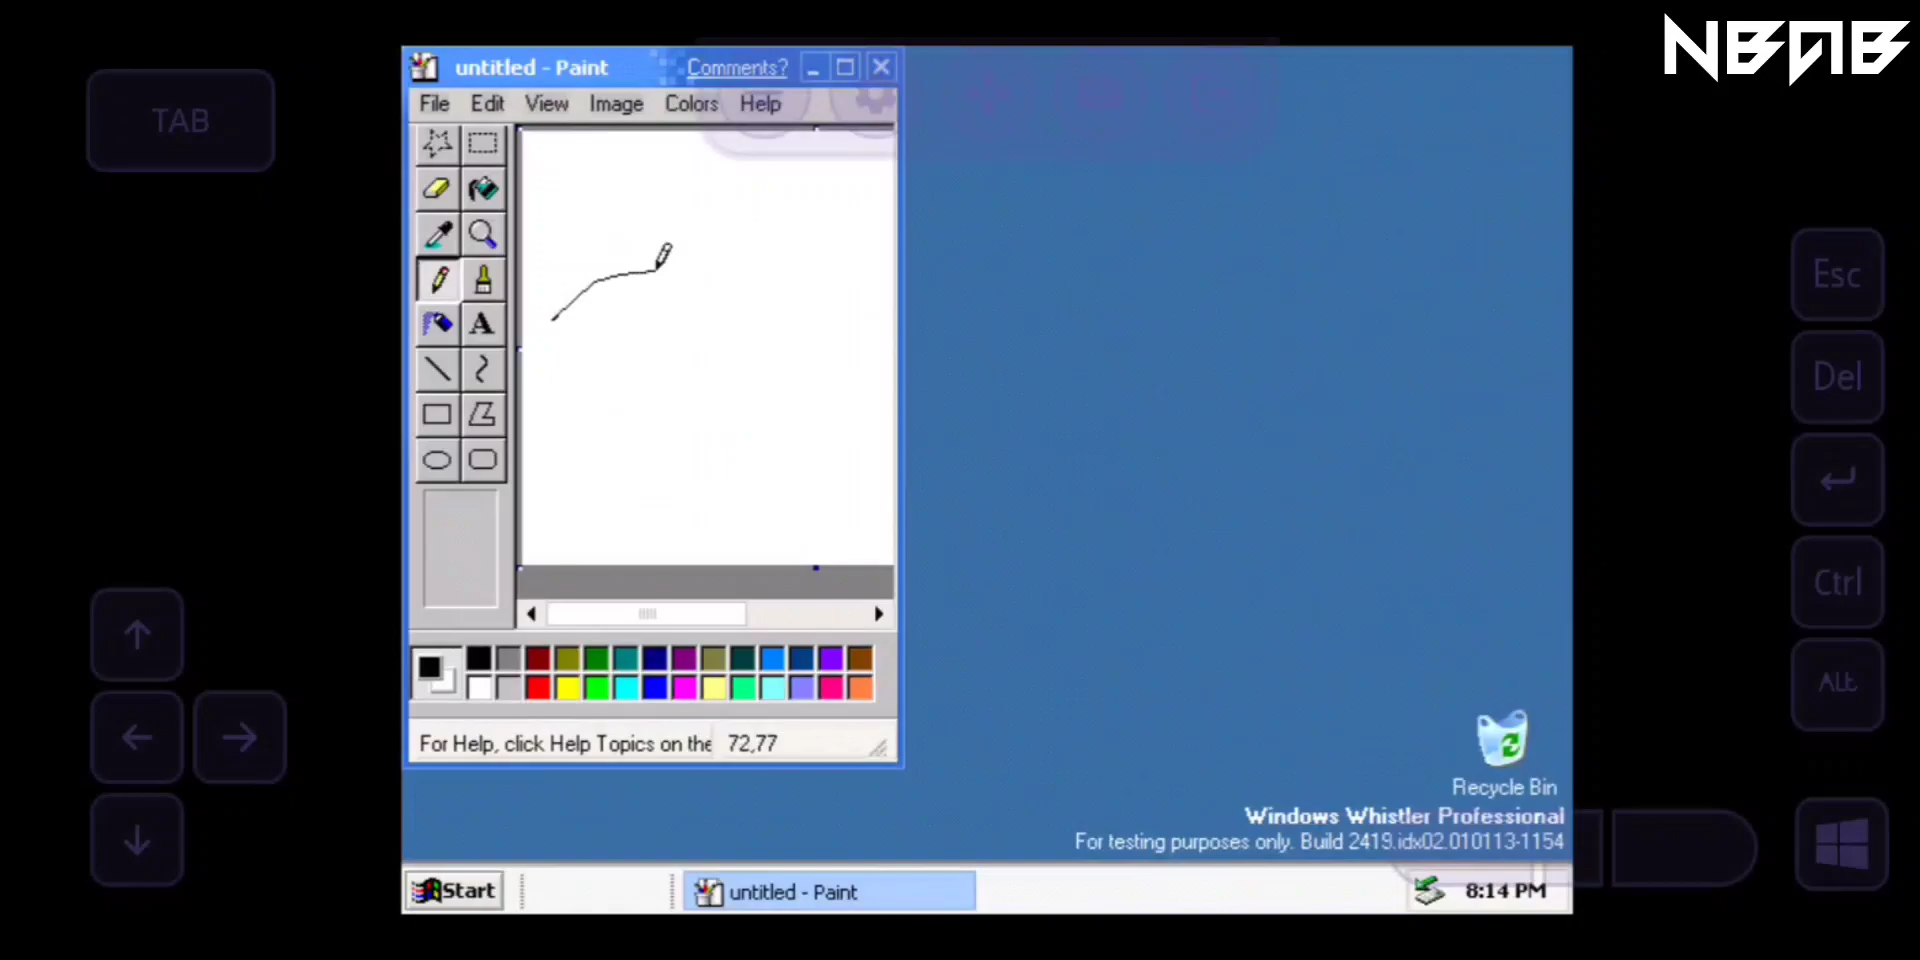 NBAB
TAB
untitled - Paint
Comments?
File Edit View Image Colors Help
A
Esc
Del
Ctrl
ALt
For Help, click Help Topics on the
72,77
Recycle Bin
Windows Whistler Professional
For testing purposes only. Build 2419.idx02.010113-1154
Start
untitled - Paint
8:14 PM